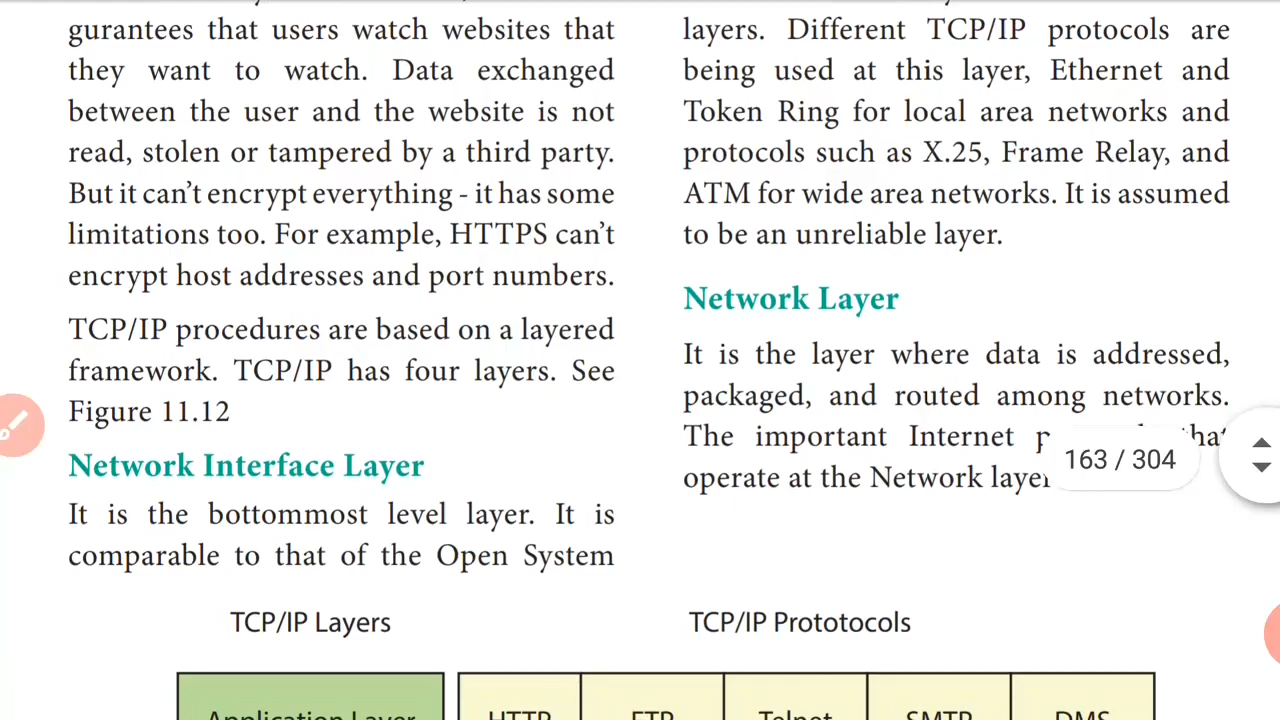 gurantees that users watch websites that
they want to watch. Data exchanged
between the user and the website is not
read, stolen or tampered by a third party.
But it can't encrypt everything - it has some
limitations too. For example, HTTPS can't
encrypt host addresses and port numbers.
TCP/IP procedures are based on a layered
framework. TCP/IP has four layers. See
Figure 11.12
Network Interface Layer
It is the bottommost level layer. It is
comparable to that of the Open System
layers. Different TCP/IP protocols are
being used at this layer, Ethernet and
Token Ring for local area networks and
protocols such as X.25, Frame Relay, and
ATM for wide area networks. It is assumed
to be an unreliable layer.
Network Layer
It is the layer where data is addressed,
packaged, and routed among networks.
The important Internet that
operate at the Network layer
163 / 304
TCP/IP Layers
TCP/IP Prototocols
Application Layer
HTTP FTP Telnet SMTP DMS